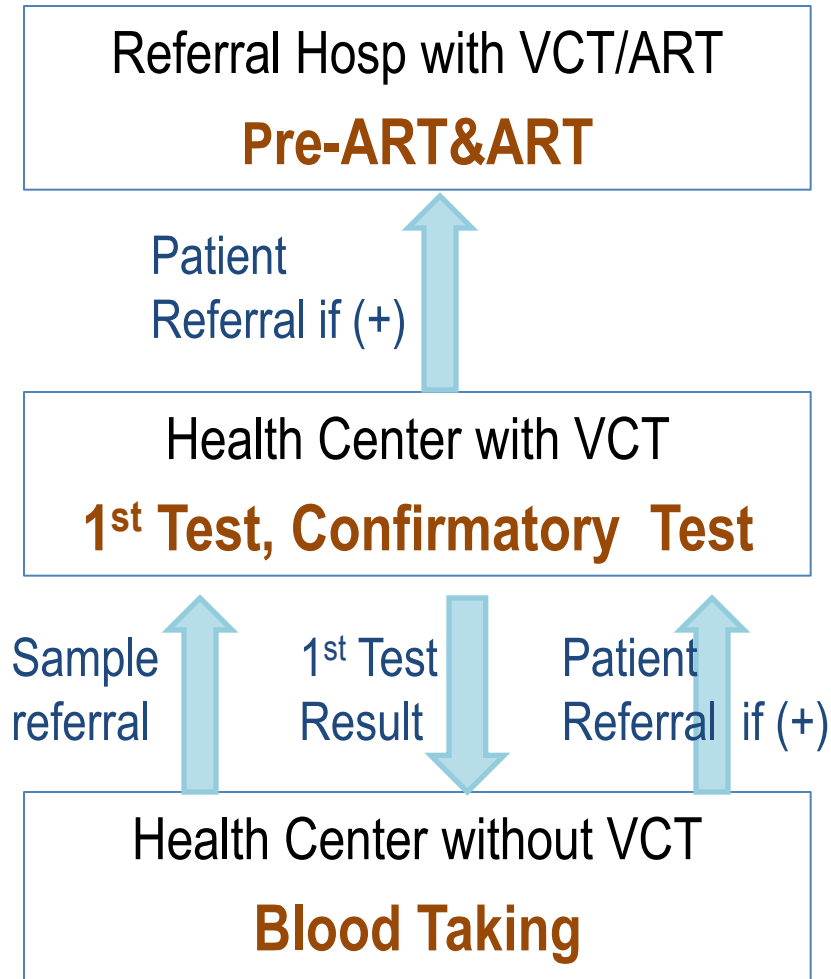 Referral Hosp with VCT/ART
Pre-ART&ART
Patient
Referral if (+)
Health Center with VCT
1st Test, Confirmatory Test
Sample
referral
1st Test
Result
Patient
Referral if (+)
Health Center without VCT
Blood Taking